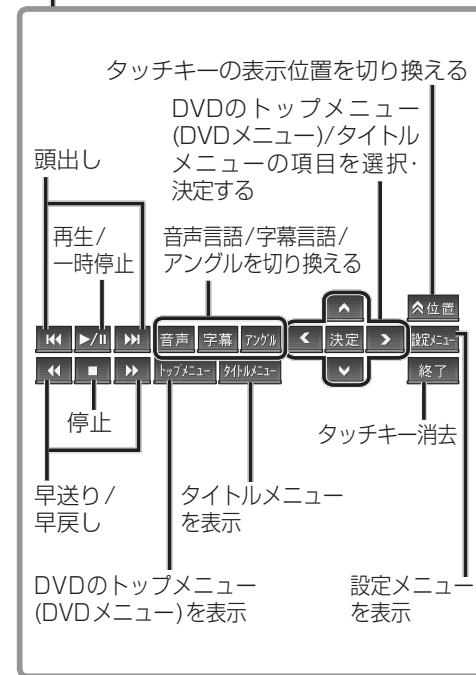 タッチキーの表示位置を切り換える
DVDのトップメニュー
(DVDメニュー)/タイトル
メニューの項目を選択・
決定する
頭出し
再生/
一時停止
音声言語/字幕言語/
アングルを切り換える
位置
音声 字幕 アングル 決定 設定メニュー
トップメニュー タイトルメニュー 終了
停止
タッチキー消去
早送り/
早戻し
タイトルメニュー
を表示
DVDのトップメニュー
(DVDメニュー)を表示
設定メニュー
を表示